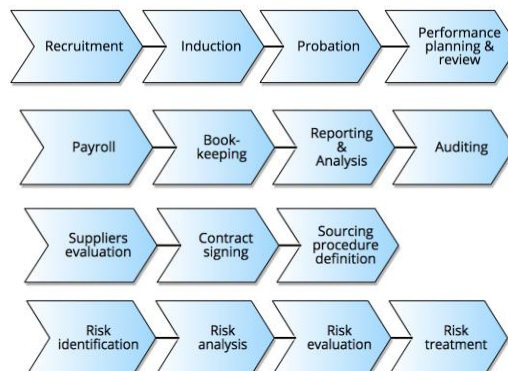 Recruitment
Induction
Probation
Performance
planning &
review
Payroll
Book-
keeping
Reporting
&
Analysis
Auditing
Suppliers
evaluation
Contract
signing
Sourcing
procedure
definition
Risk
identification
Risk
analysis
Risk
evaluation
Risk
treatment